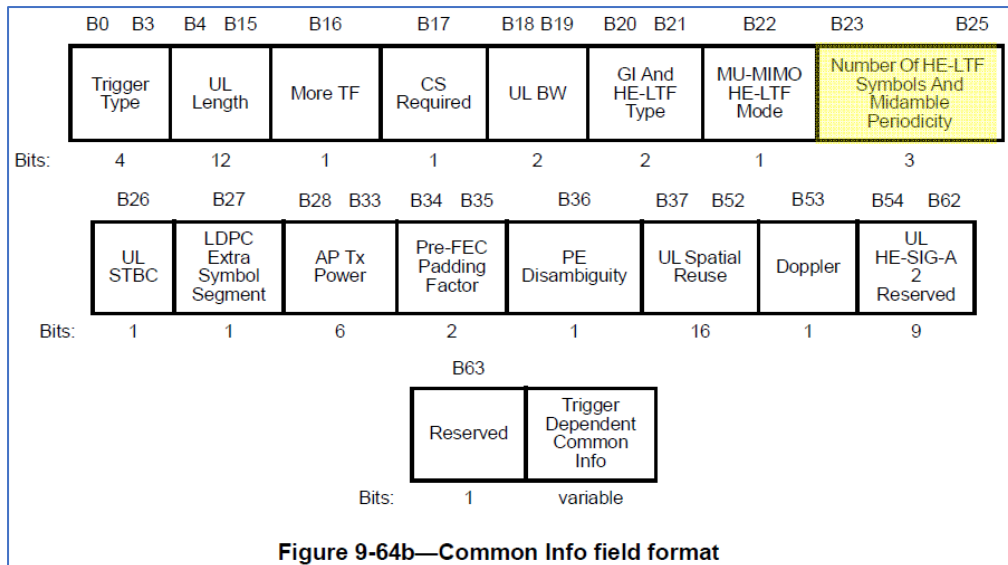 B0 B3 B4 B15 B16 B17 B18 B19 B20 B21 B22 B23 B25
Trigger Type
UL Length
More TF
CS Required
UL BW
GI And HE-LTF Type
MU-MIMO HE-LTF Mode
Number Of HE-LTF Symbols And Midamble Periodicity
Bits: 4 12 1 1 2 2 1 3
B26 B27 B28 B33 B34 B35 B36 B37 B52 B53 B54 B62
UL STBC
LDPC Extra Symbol Segment
AP Tx Power
Pre-FEC Padding Factor
PE Disambiguity
UL Spatial Reuse
Doppler
UL HE-SIG-A 2 Reserved
Bits: 1 1 6 2 1 16 1 9
B63
Reserved
Trigger Dependent Common Info
Bits: 1 variable
Figure 9-64b—Common Info field format